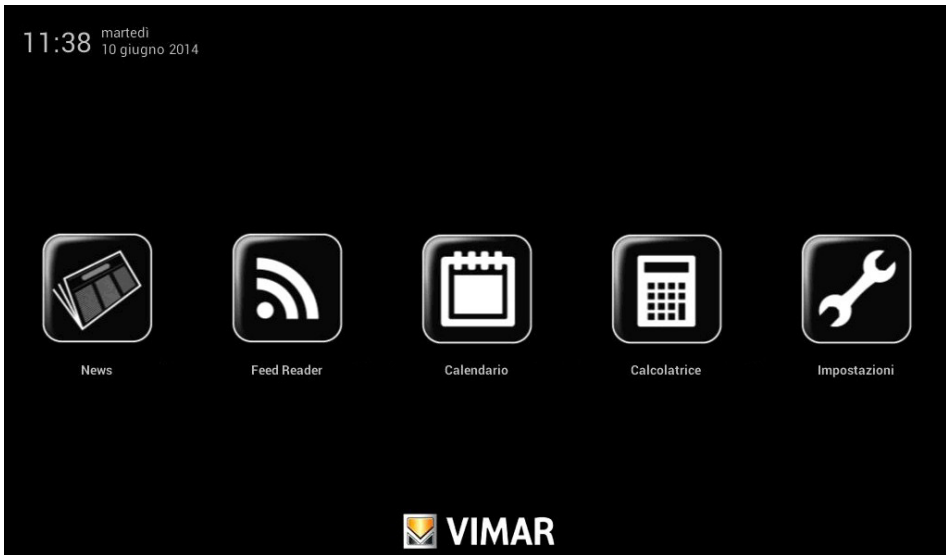 11:38
martedì
10 giugno 2014
News
Feed Reader
Calendario
Calcolatrice
Impostazioni
VIMAR